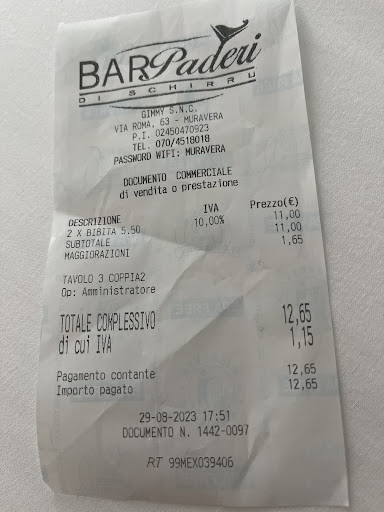 BAR Paderi
DI SCHIRRU
GIMMY S.N.C.
VIA ROMA, 63 - MURAVERA
P.I. 02450470923
TEL. 070/4518018
PASSWORD WIFI: MURAVERA
DOCUMENTO COMMERCIALE
di vendita o prestazione
DESCRIZIONE IVA Prezzo(€)
2 X BIBITA 5.50 10,00% 11,00
SUBTOTALE 11,00
MAGGIORAZIONI 1,65
TAVOLO 3 COPPIA2
Op: Amministratore
TOTALE COMPLESSIVO 12,65
di cui IVA 1,15
Pagamento contante 12,65
Importo pagato 12,65
29-08-2023 17:51
DOCUMENTO N. 1442-0097
RT 99MEX039406